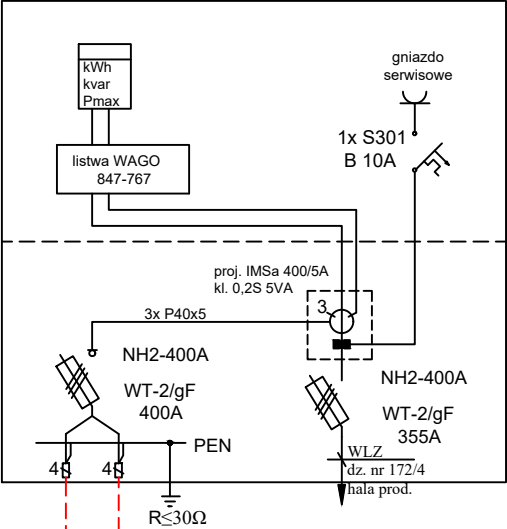 kWh
kvar
Pmax
gniazdo
serwisowe
1x S301
B 10A
listwa WAGO
847-767
proj. IMSa 400/5A
kl. 0,2S 5VA
3
3x P40x5
NH2-400A
WT-2/gF
400A
NH2-400A
WT-2/gF
355A
PEN
4
4
WLZ
dz. nr 172/4
hala prod.
R≤30Ω